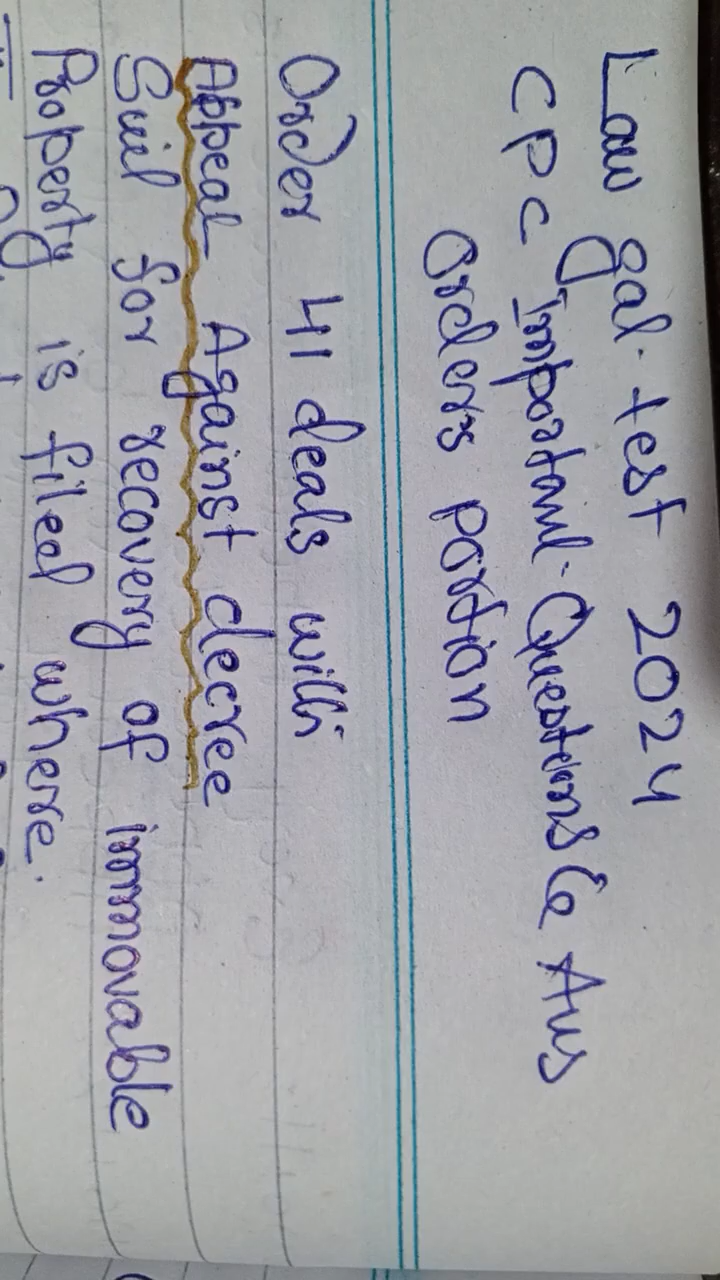 Law gat test 2024
CPC Important Questions & Ans
Orders portion
Order 41 deals with
Appeal Against decree
Suit for recovery of immovable
Property is filed where.